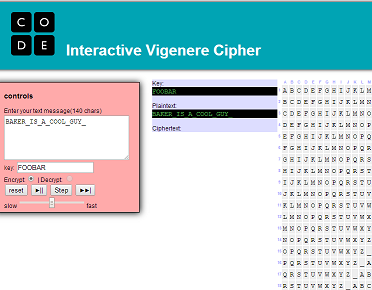 C O
D E
Interactive Vigenere Cipher
controls
Enter your text message(140 chars)
BAKER_IS_A_COOL_GUY_
key: FOOBAR
Encrypt | Decrypt
reset ►|| Step ►►|
slow fast
Key:
FOOBAR
Plaintext:
BAKER_IS_A_COOL_GUY_
Ciphertext:
A B C D E F G H I J K L M
A B C D E F G H I J K L M
B C D E F G H I J K L M N
C D E F G H I J K L M N O
D E F G H I J K L M N O P
E F G H I J K L M N O P Q
F G H I J K L M N O P Q R
G H I J K L M N O P Q R S
H I J K L M N O P Q R S T
I J K L M N O P Q R S T U
J K L M N O P Q R S T U V
K L M N O P Q R S T U V W
L M N O P Q R S T U V W X
M N O P Q R S T U V W X Y
N O P Q R S T U V W X Y Z
O P Q R S T U V W X Y Z _
P Q R S T U V W X Y Z _ A
Q R S T U V W X Y Z _ A B
R S T U V W X Y Z _ A B C